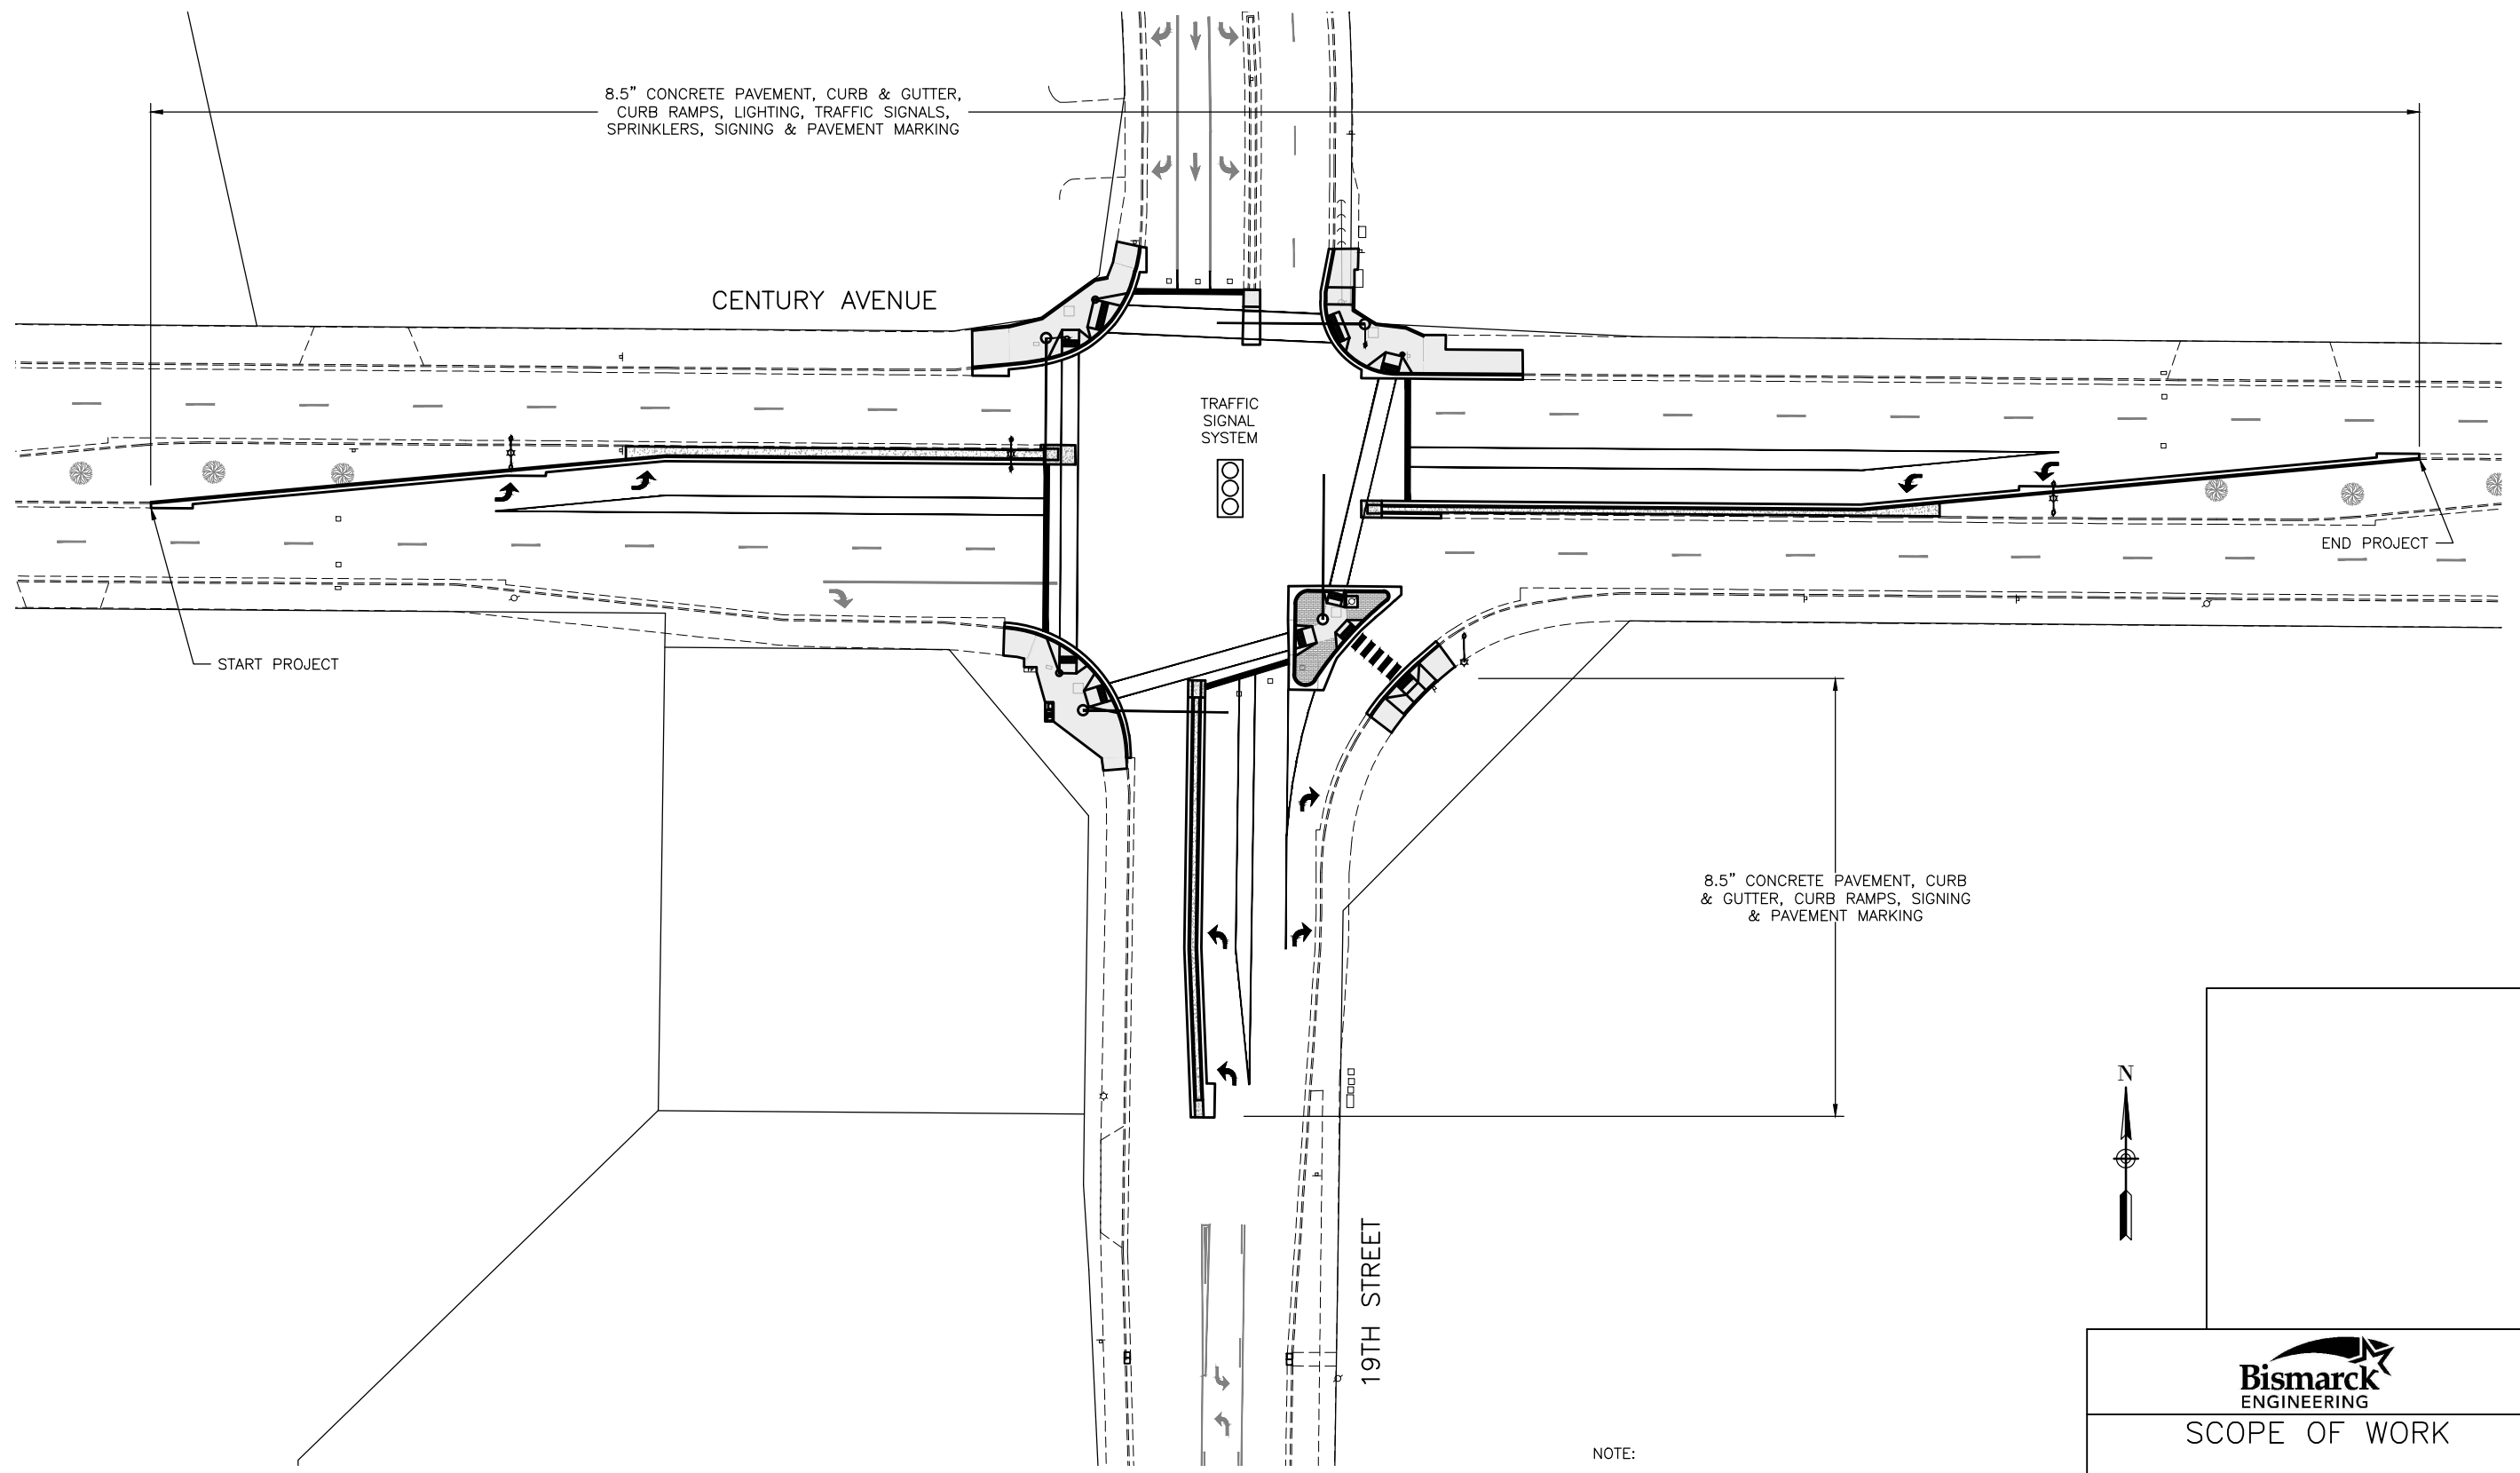 8.5" CONCRETE PAVEMENT, CURB & GUTTER,
CURB RAMPS, LIGHTING, TRAFFIC SIGNALS,
SPRINKLERS, SIGNING & PAVEMENT MARKING
CENTURY AVENUE
TRAFFIC
SIGNAL
SYSTEM
END PROJECT
START PROJECT
8.5" CONCRETE PAVEMENT, CURB
& GUTTER, CURB RAMPS, SIGNING
& PAVEMENT MARKING
N
19TH STREET
Bismarck
ENGINEERING
SCOPE OF WORK
NOTE: